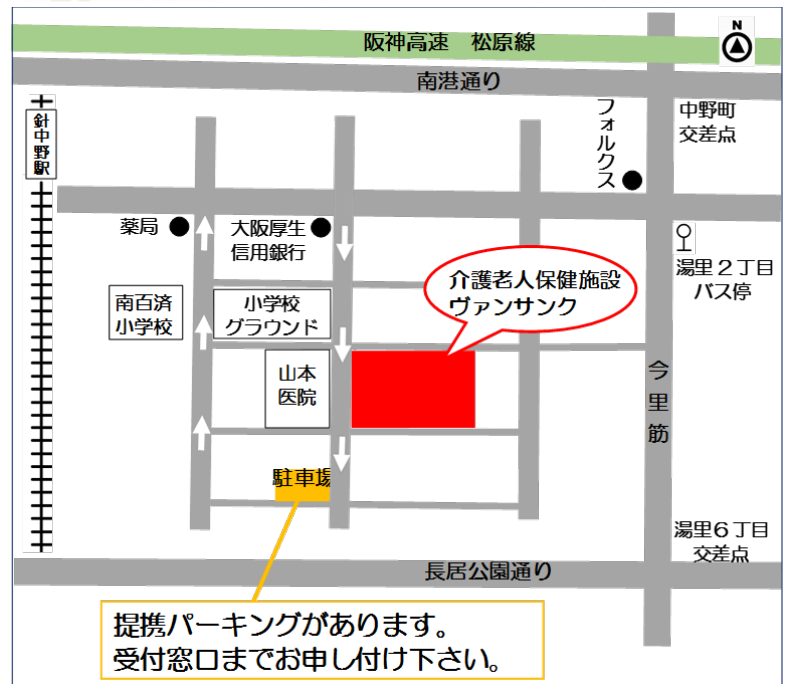 阪神高速　松原線
N
南港通り
針中野駅
フォルクス
中野町
交差点
薬局
大阪厚生
信用銀行
湯里２丁目
バス停
介護老人保健施設
ヴァンサンク
南百済
小学校
小学校
グラウンド
山本
医院
今里筋
駐車場
湯里６丁目
交差点
長居公園通り
提携パーキングがあります。
受付窓口までお申し付け下さい。